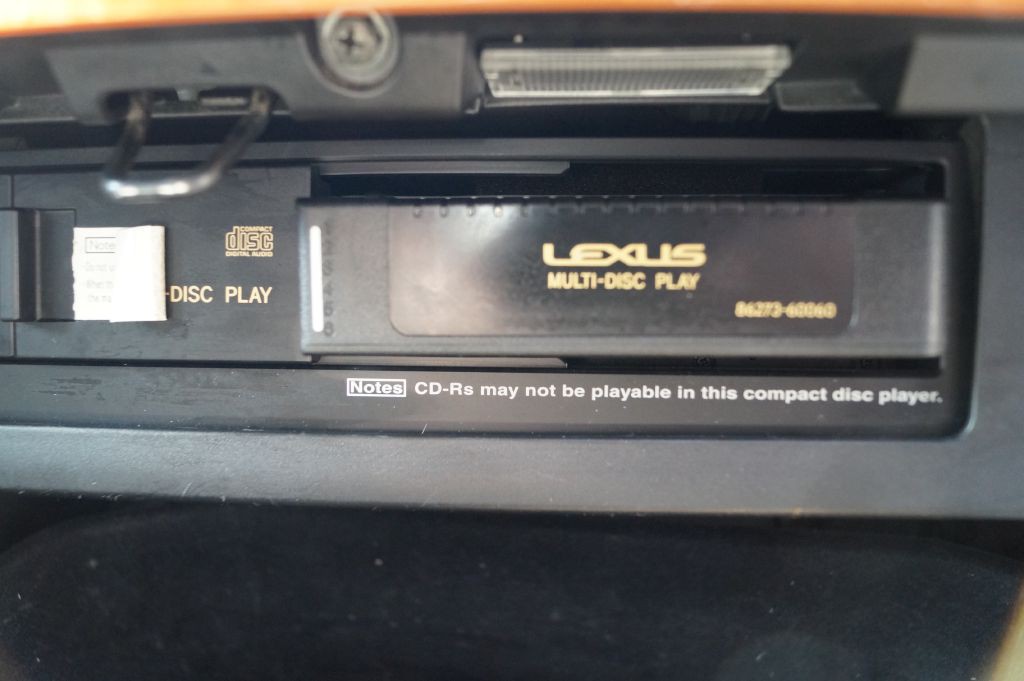 Notes
COMPACT
disc
DIGITAL AUDIO
-DISC PLAY
LEXUS
MULTI-DISC PLAY
86273-60060
Notes CD-Rs may not be playable in this compact disc player.